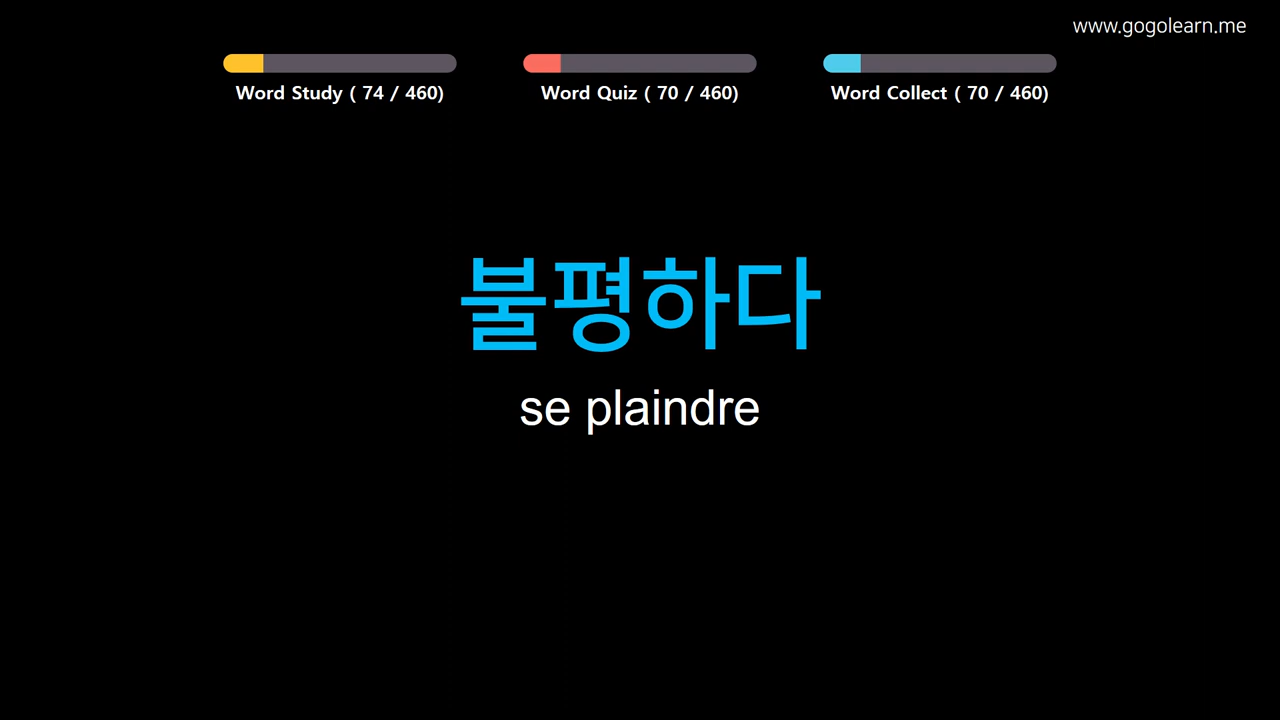 www.gogolearn.me
Word Study ( 74 / 460)
Word Quiz ( 70 / 460)
Word Collect ( 70 / 460)
불평하다
se plaindre